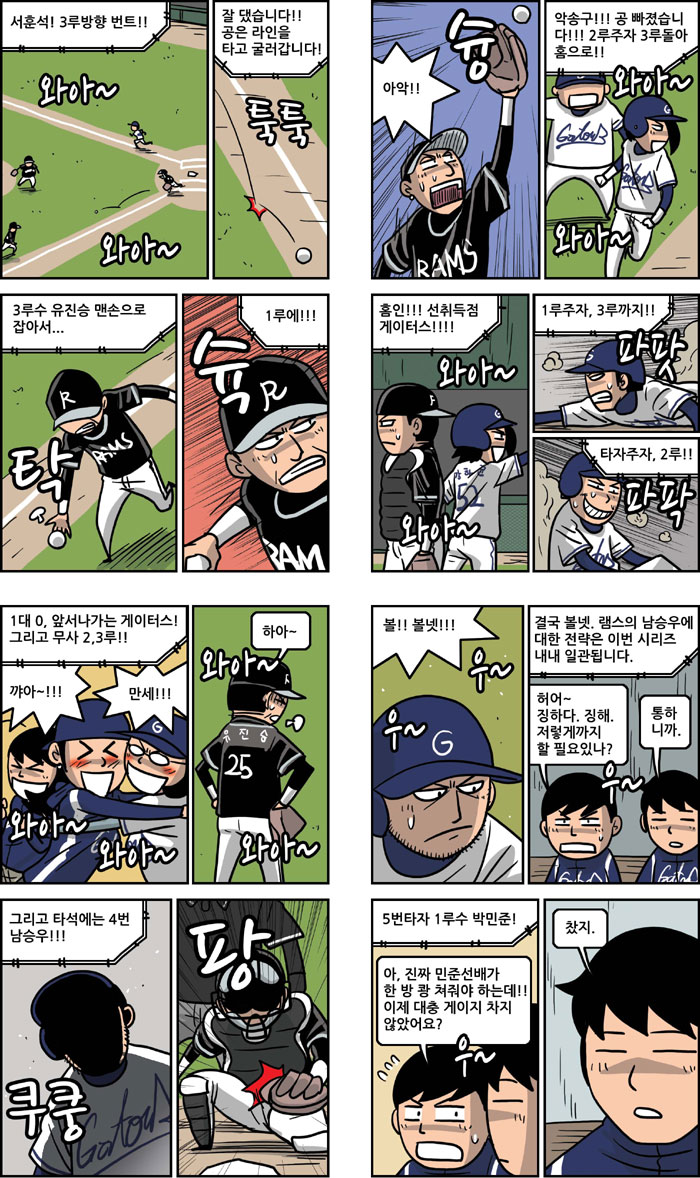 서훈석! 3루방향 번트!!
와아~
와아~
잘 댔습니다!!
공은 라인을
타고 굴러갑니다!
툭툭
3루수 유진승 맨손으로
잡아서...
R
RAMS
탁
1루에!!!
슉
R
RAM
슝
아악!
RAMS
악송구!!! 공 빠졌습니
다!!! 2루주자 3루돌아
홈으로!!
와아~
G
Gators
와아~
홈인!!! 선취득점
게이터스!!!!
와아~
G
52
와아~
1루주자, 3루까지!!
파팟
타자주자, 2루!!
파팍
1대 0, 앞서나가는 게이터스!
그리고 무사 2,3루!!
꺄아~!!!
만세!!!
G
와아~
와아~
하아~
와아~
유진승
25
와아~
그리고 타석에는 4번
남승우!!!
쿠쿵
Gators
팡
볼!! 볼넷!!!
우~
우~
G
결국 볼넷. 램스의 남승우에
대한 전략은 이번 시리즈
내내 일관됩니다.
허어~
징하다. 징해.
저렇게까지
할 필요있나?
통하
니까.
우~
5번타자 1루수 박민준!
아, 진짜 민준선배가
한 방 쾅 쳐줘야 하는데!!
이제 대충 게이지 차지
않았어요?
우~
찼지.